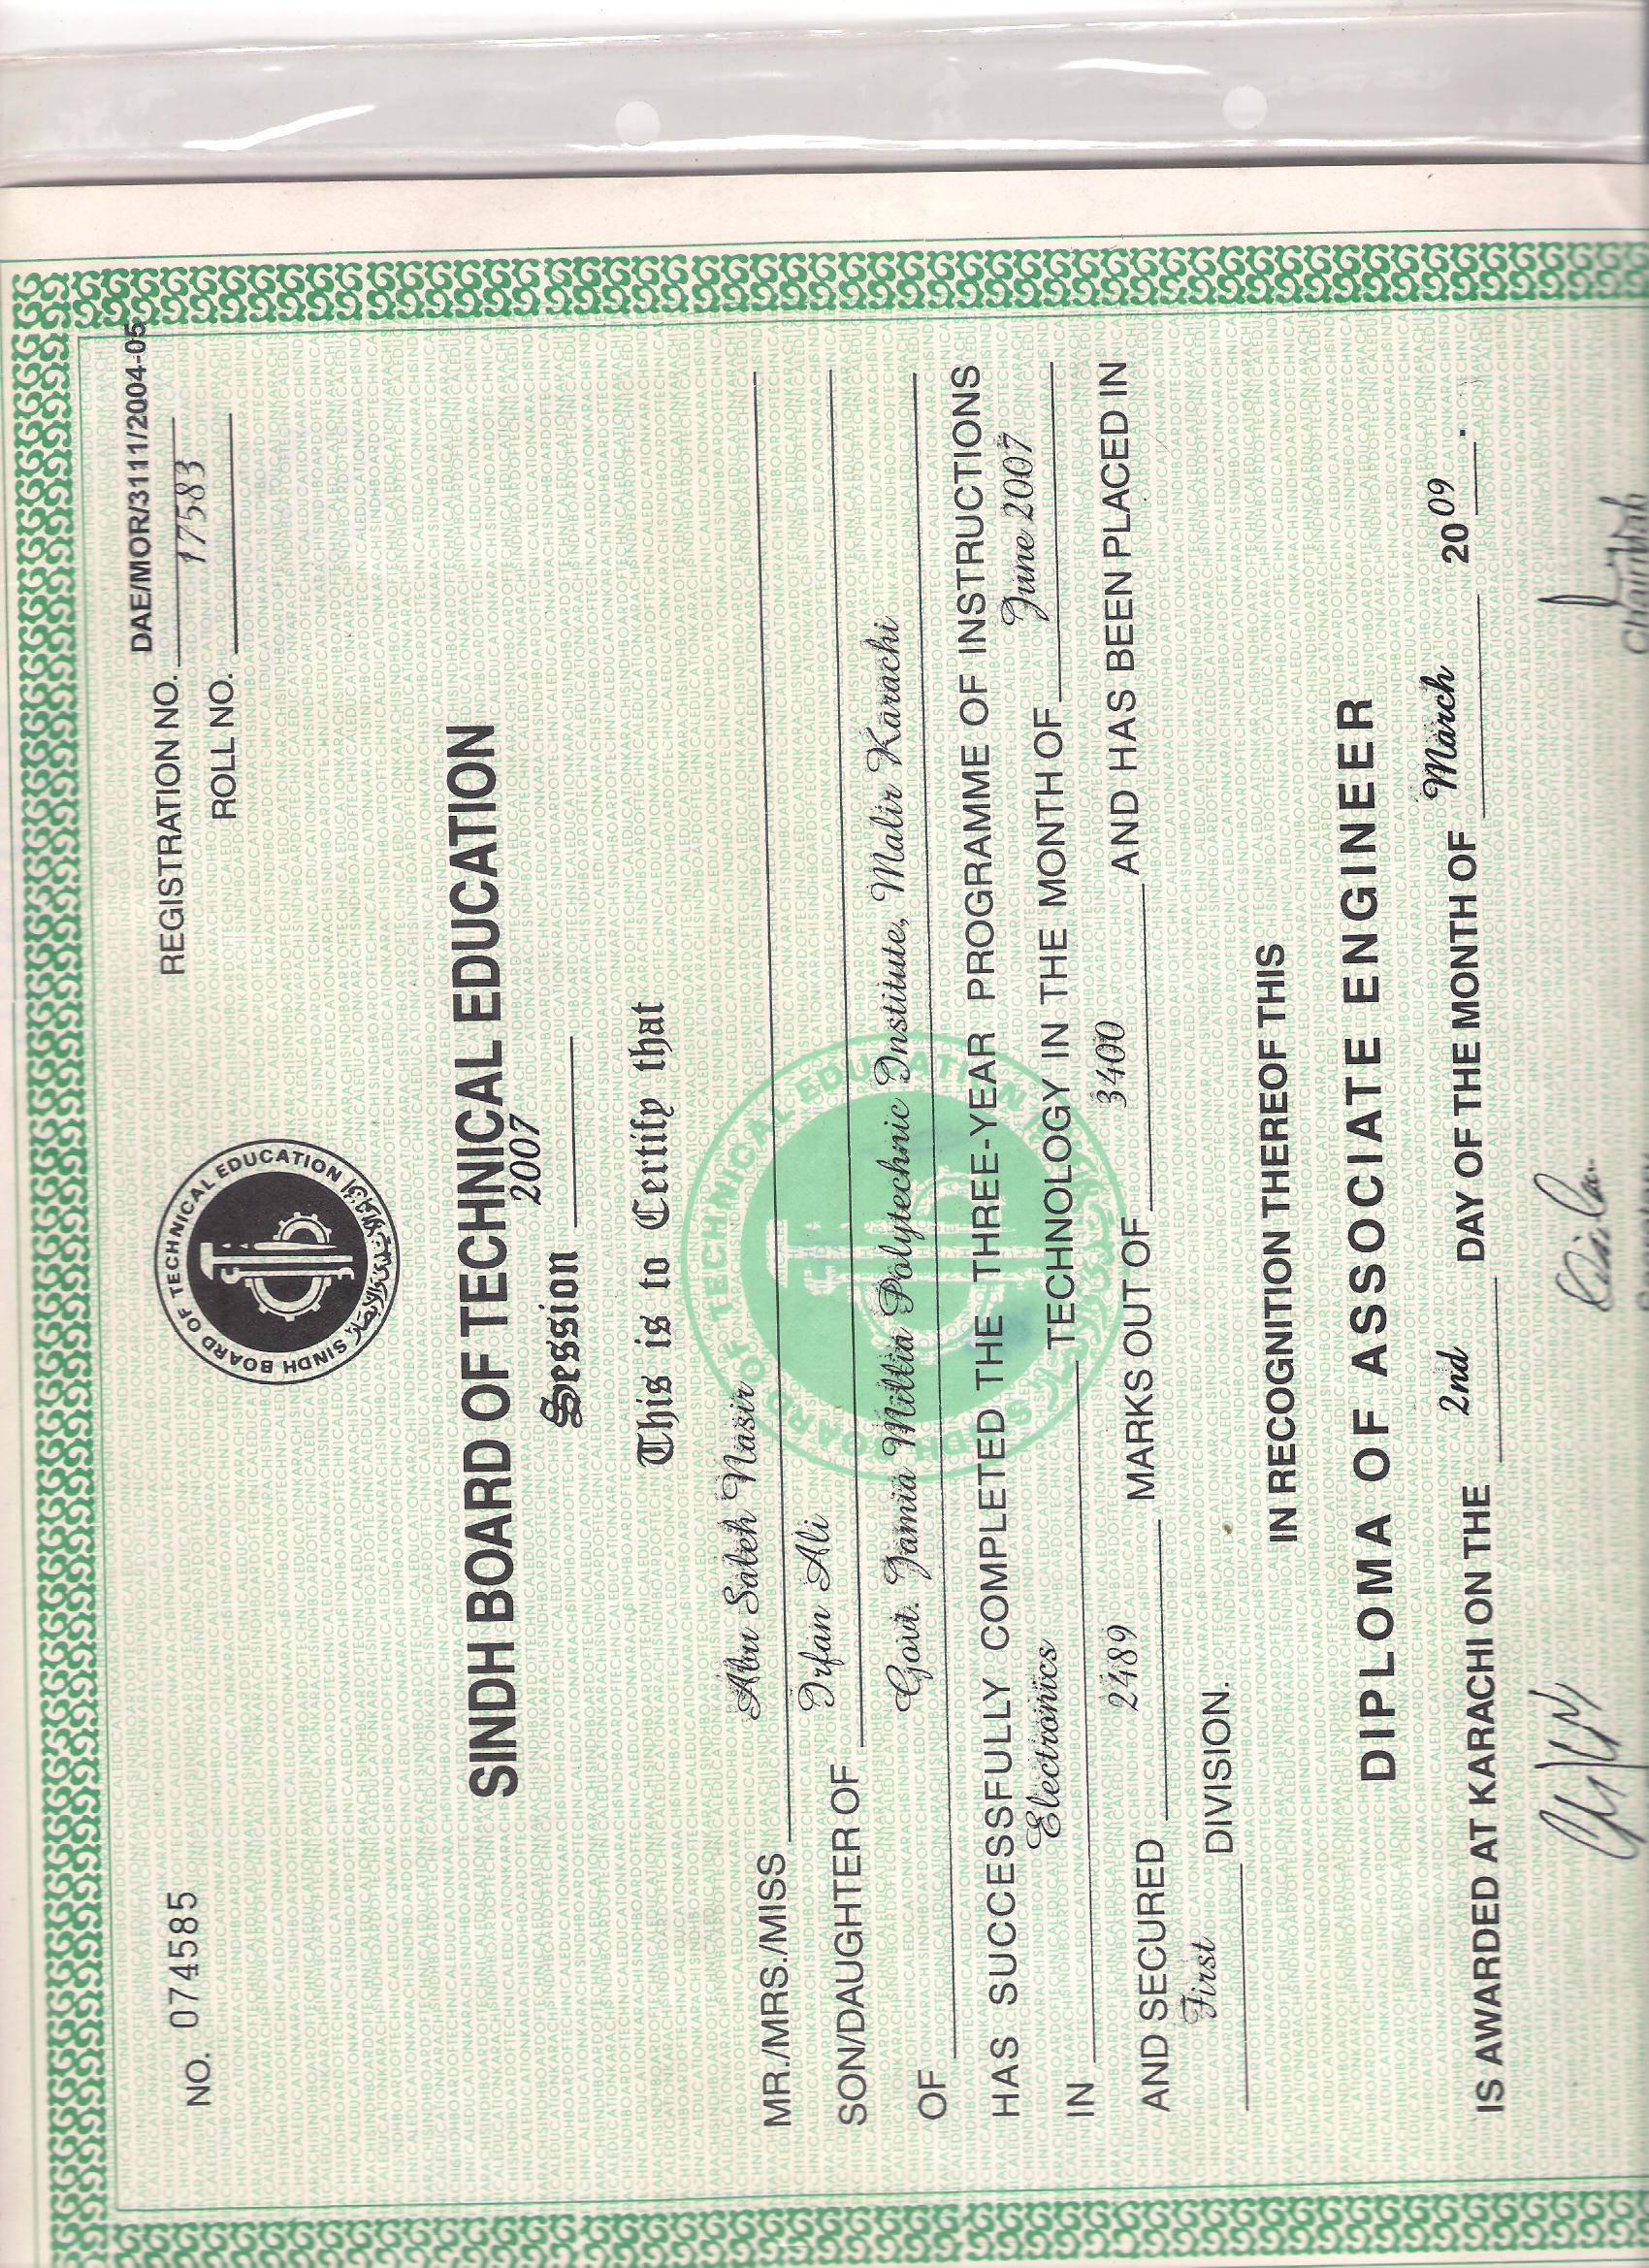 NO. 074585
DAE/MOR/3111/2004-05
REGISTRATION NO. 17583
ROLL NO.
SINDH BOARD OF TECHNICAL EDUCATION
SINDH BOARD OF TECHNICAL EDUCATION
2007
Session
This is to Certify that
MR./MRS./MISS Abu Saleh Nasir
SON/DAUGHTER OF Irfan Ali
OF Govt. Jamia Millia Polytechnic Institute, Malir Karachi
HAS SUCCESSFULLY COMPLETED THE THREE-YEAR PROGRAMME OF INSTRUCTIONS
IN Electronics TECHNOLOGY IN THE MONTH OF June 2007
AND SECURED 2489 MARKS OUT OF 3400 AND HAS BEEN PLACED IN
First DIVISION.
IN RECOGNITION THEREOF THIS
DIPLOMA OF ASSOCIATE ENGINEER
IS AWARDED AT KARACHI ON THE 2nd DAY OF THE MONTH OF March 2009.